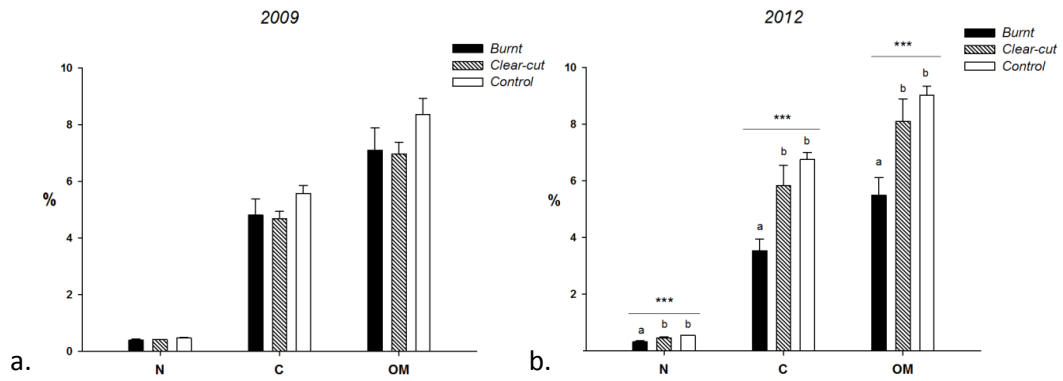 2009
Burnt
Clear-cut
Control
10
8
6
%
4
2
0
N C OM
a.
2012
Burnt
Clear-cut
Control
10
***
b
b
8
***
b
b
a
6
%
4
a
2
***
a b b
N C OM
b.